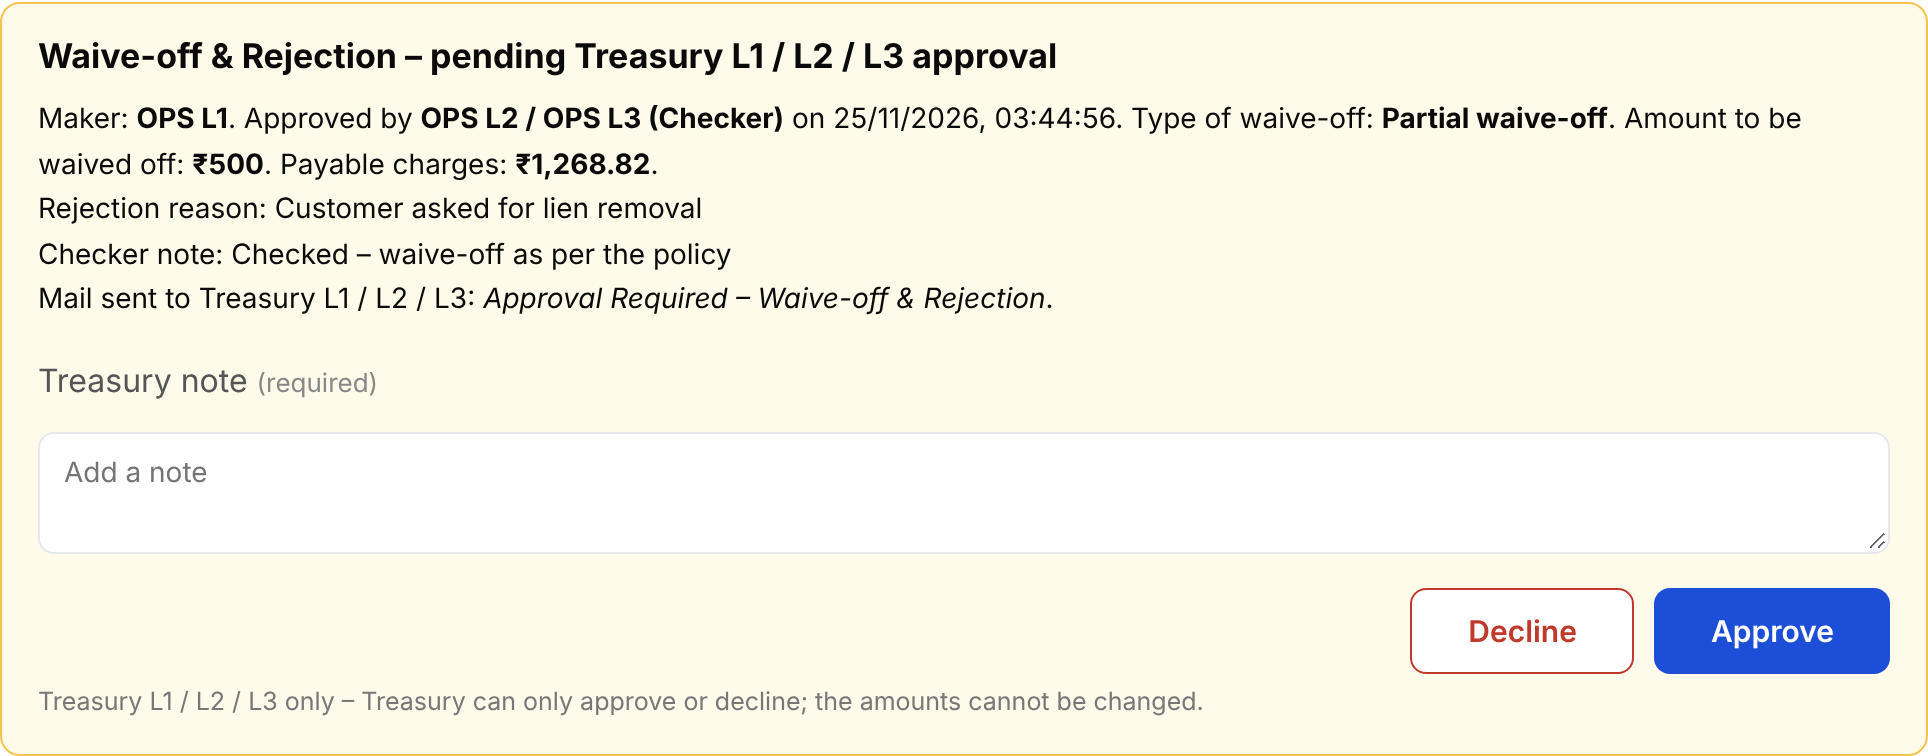 Waive-off & Rejection – pending Treasury L1 / L2 / L3 approval
Maker: OPS L1. Approved by OPS L2 / OPS L3 (Checker) on 25/11/2026, 03:44:56. Type of waive-off: Partial waive-off. Amount to be
waived off: ₹500. Payable charges: ₹1,268.82.
Rejection reason: Customer asked for lien removal
Checker note: Checked – waive-off as per the policy
Mail sent to Treasury L1 / L2 / L3: Approval Required – Waive-off & Rejection.
Treasury note (required)
Add a note
Decline Approve
Treasury L1 / L2 / L3 only – Treasury can only approve or decline; the amounts cannot be changed.